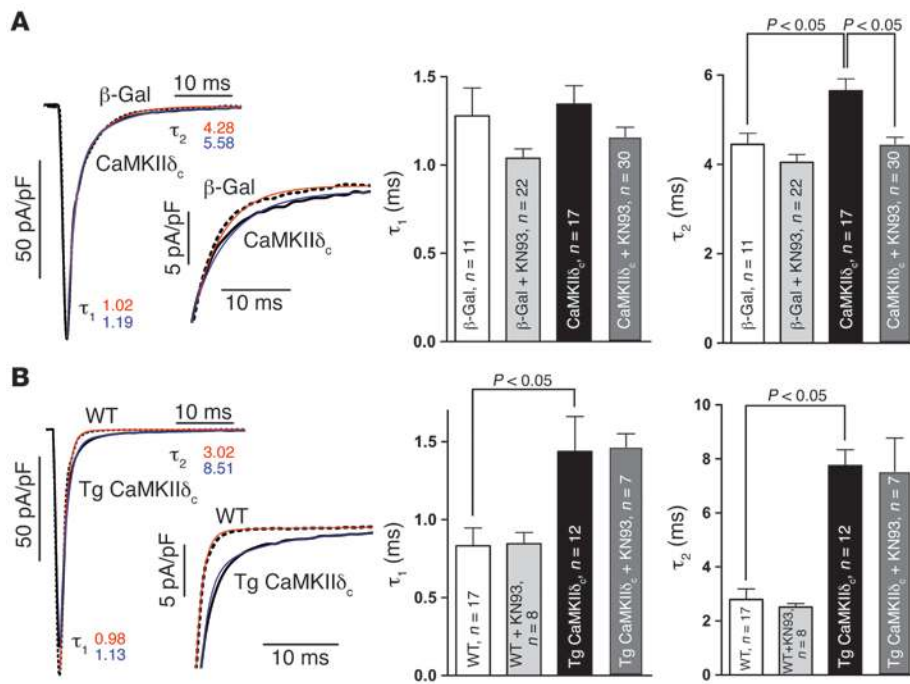 A
10 ms
β-Gal
τ2 4.28
5.58
CaMKIIδc
50 pA/pF
β-Gal
5 pA/pF
CaMKIIδc
10 ms
τ1 1.02
1.19
1.5
1.0
0.5
0.0
τ1 (ms)
β-Gal, n = 11
β-Gal + KN93, n = 22
CaMKIIδc, n = 17
CaMKIIδc + KN93, n = 30
P < 0.05
P < 0.05
6
4
2
0
τ2 (ms)
β-Gal, n = 11
β-Gal + KN93, n = 22
CaMKIIδc, n = 17
CaMKIIδc + KN93, n = 30
B
WT
10 ms
τ2 3.02
8.51
Tg CaMKIIδc
50 pA/pF
WT
5 pA/pF
Tg CaMKIIδc
10 ms
τ1 0.98
1.13
P < 0.05
1.5
1.0
0.5
0.0
τ1 (ms)
WT, n = 17
WT + KN93,
n = 8
Tg CaMKIIδc, n = 12
Tg CaMKIIδc + KN93, n = 7
P < 0.05
10
8
6
4
2
0
τ2 (ms)
WT, n = 17
WT+KN93,
n = 8
Tg CaMKIIδc, n = 12
Tg CaMKIIδc + KN93, n = 7